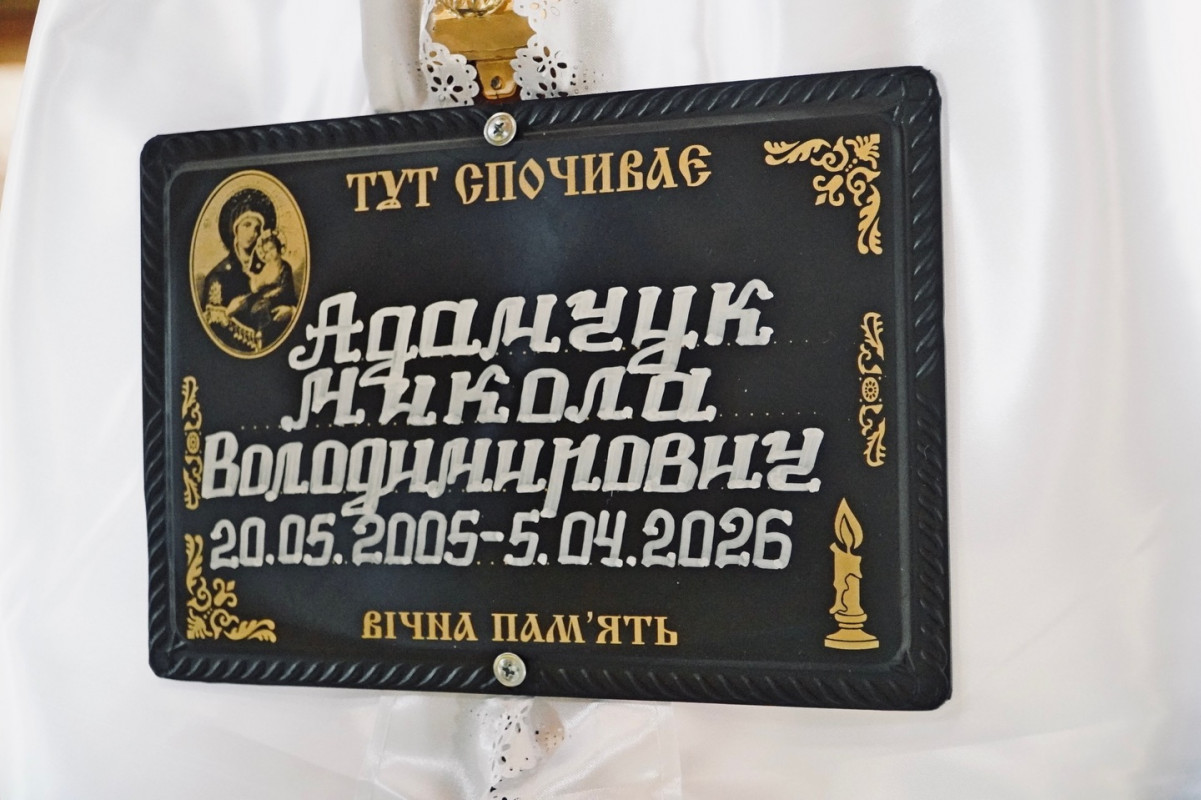 ТУТ СПОЧИВАЄ
Адамчук
Микола
Володимирович
20.05.2005-5.04.2026
ВІЧНА ПАМ'ЯТЬ